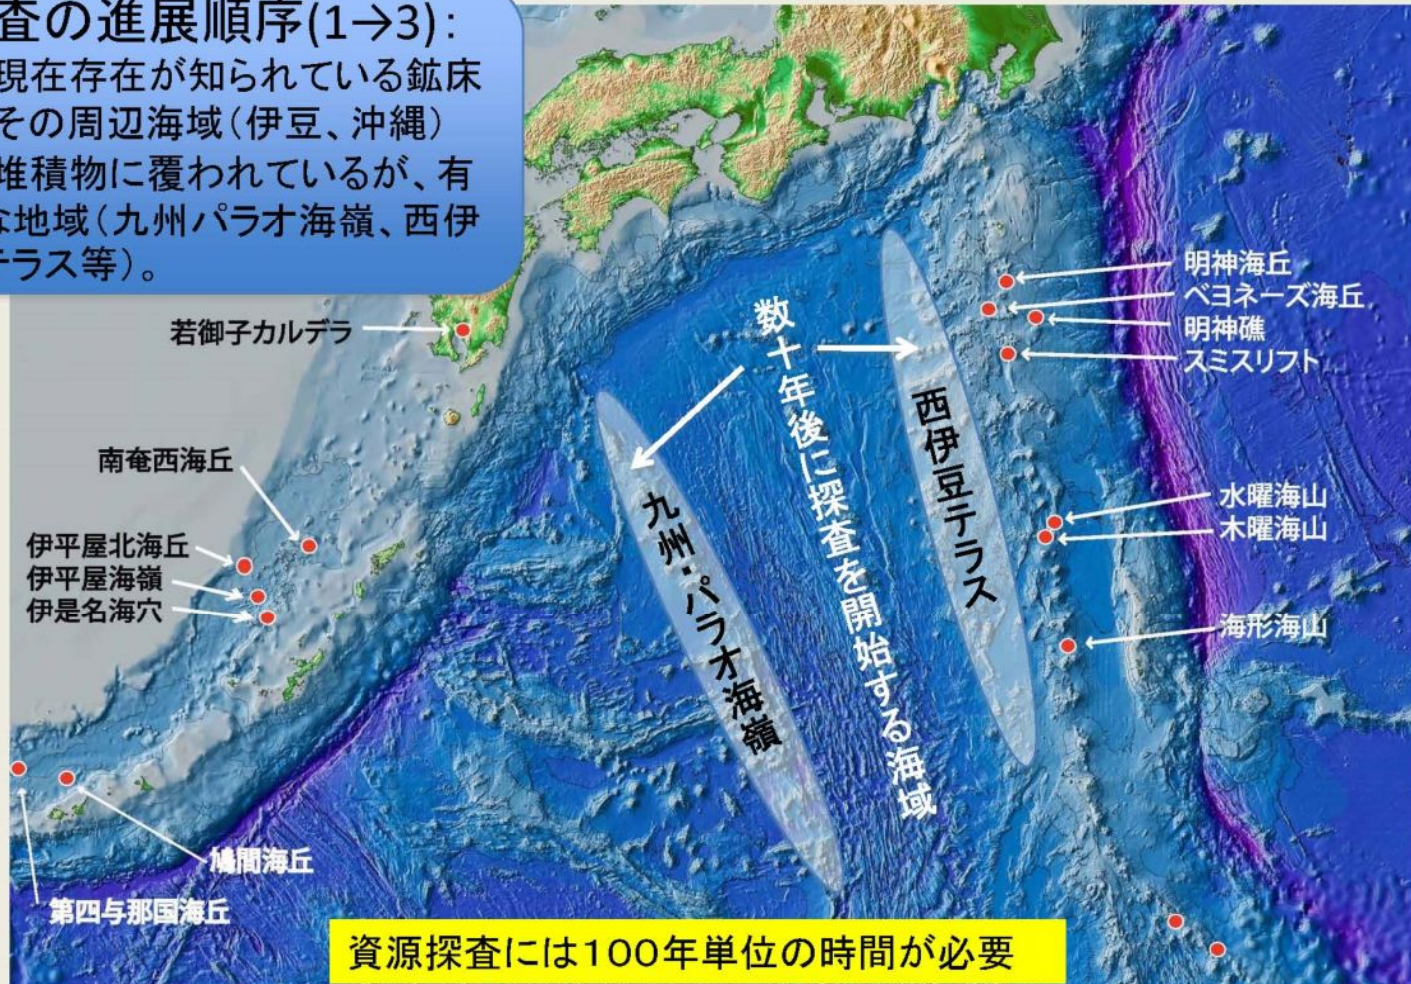 査の進展順序(1→3)：
現在存在が知られている鉱床
その周辺海域(伊豆、沖縄)
堆積物に覆われているが、有
な地域(九州パラオ海嶺、西伊
テラス等)。
若御子カルデラ
南奄西海丘
伊平屋北海丘
伊平屋海嶺
伊是名海穴
鳩間海丘
第四与那国海丘
数十年後に探査を開始する海域
九州・パラオ海嶺
西伊豆テラス
明神海丘
ベヨネーズ海丘
明神礁
スミスリフト
水曜海山
木曜海山
海形海山
資源探査には100年単位の時間が必要